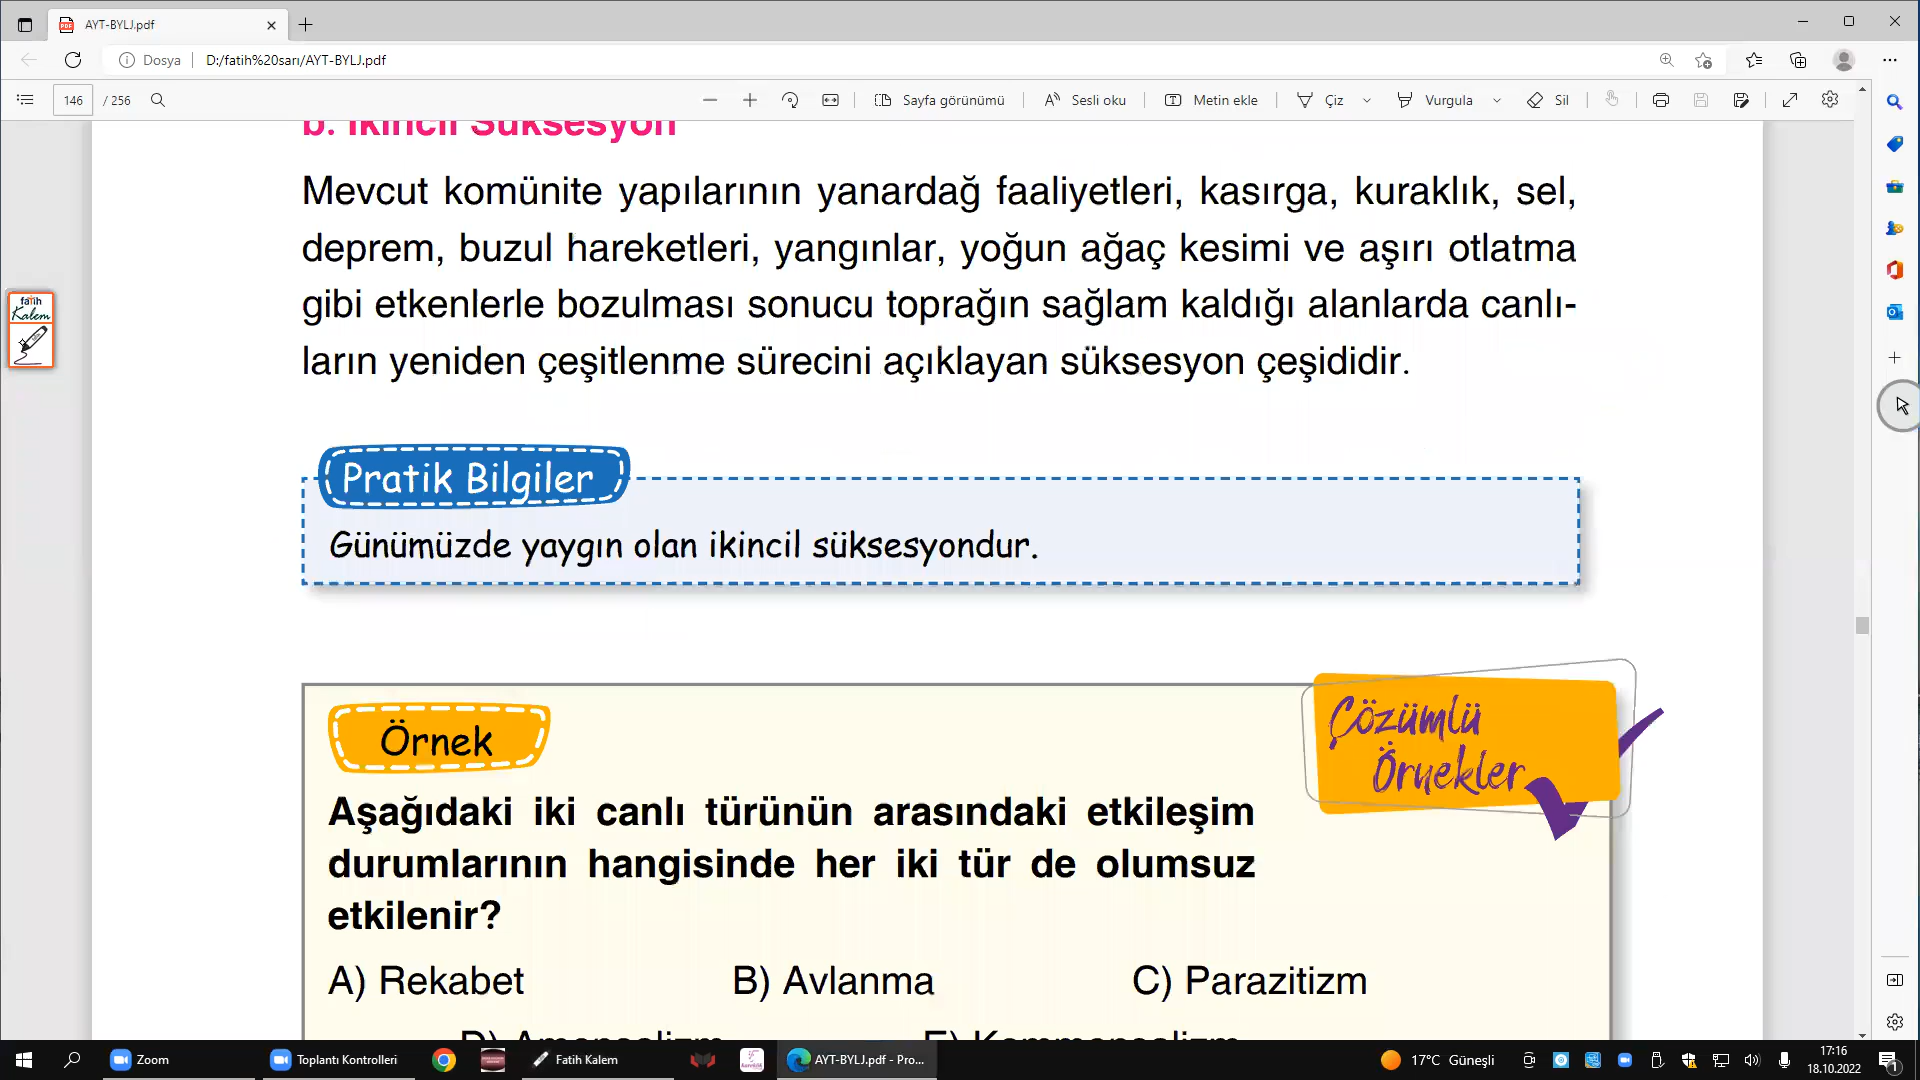 AYT-BYLJ.pdf
Dosya
D:/fatih%20sarı/AYT-BYLJ.pdf
146 / 256
Sayfa görünümü
Sesli oku
Metin ekle
Çiz
Vurgula
Sil
b. İkincil Süksesyon
Mevcut komünite yapılarının yanardağ faaliyetleri, kasırga, kuraklık, sel,
deprem, buzul hareketleri, yangınlar, yoğun ağaç kesimi ve aşırı otlatma
gibi etkenlerle bozulması sonucu toprağın sağlam kaldığı alanlarda canlı-
ların yeniden çeşitlenme sürecini açıklayan süksesyon çeşididir.
fatih
Kalem
Pratik Bilgiler
Günümüzde yaygın olan ikincil süksesyondur.
Örnek
Çözümlü
Örnekler
Aşağıdaki iki canlı türünün arasındaki etkileşim
durumlarının hangisinde her iki tür de olumsuz
etkilenir?
A) Rekabet B) Avlanma C) Parazitizm
D) Amensalizm E) Kommensalizm
Zoom
Toplantı Kontrolleri
Fatih Kalem
AYT-BYLJ.pdf - Pro...
17°C Güneşli
17:16
18.10.2022
1